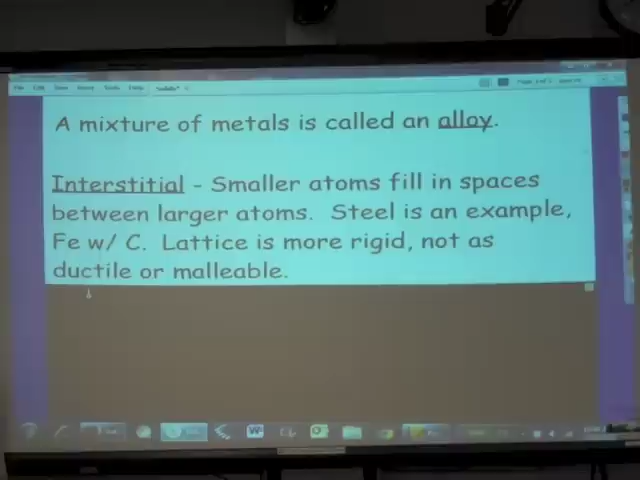 A mixture of metals is called an alloy.
Interstitial - Smaller atoms fill in spaces
between larger atoms. Steel is an example,
Fe w/ C. Lattice is more rigid, not as
ductile or malleable.